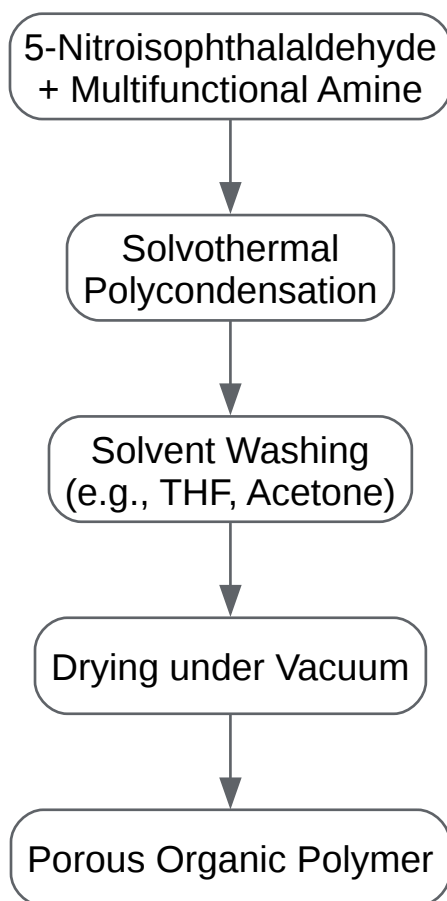 5-Nitroisophthalaldehyde
+ Multifunctional Amine
Solvothermal
Polycondensation
Solvent Washing
(e.g., THF, Acetone)
Drying under Vacuum
Porous Organic Polymer